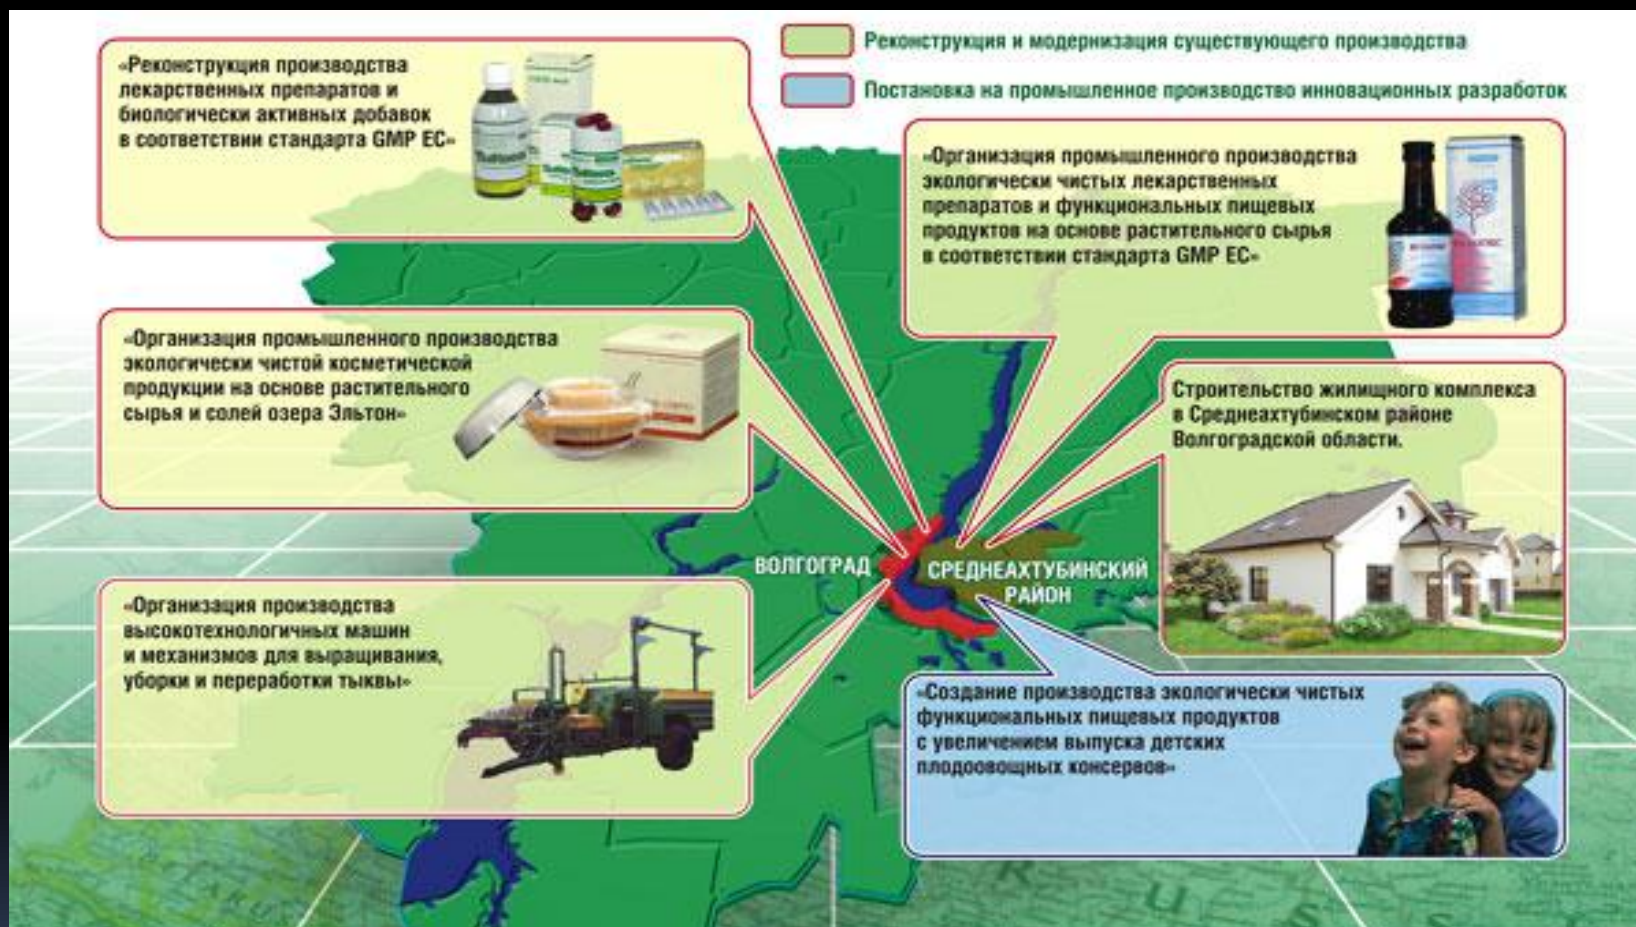 Реконструкция и модернизация существующего производства
Постановка на промышленное производство инновационных разработок
«Реконструкция производства
лекарственных препаратов и
биологически активных добавок
в соответствии стандарта GMP ЕС»
«Организация промышленного производства
экологически чистых лекарственных
препаратов и функциональных пищевых
продуктов на основе растительного сырья
в соответствии стандарта GMP ЕС»
«Организация промышленного производства
экологически чистой косметической
продукции на основе растительного
сырья и солей озера Эльтон»
Строительство жилищного комплекса
в Среднеахтубинском районе
Волгоградской области.
ВОЛГОГРАД
СРЕДНЕАХТУБИНСКИЙ
РАЙОН
«Организация производства
высокотехнологичных машин
и механизмов для выращивания,
уборки и переработки тыквы»
«Создание производства экологически чистых
функциональных пищевых продуктов
с увеличением выпуска детских
плодоовощных консервов»
R U S S